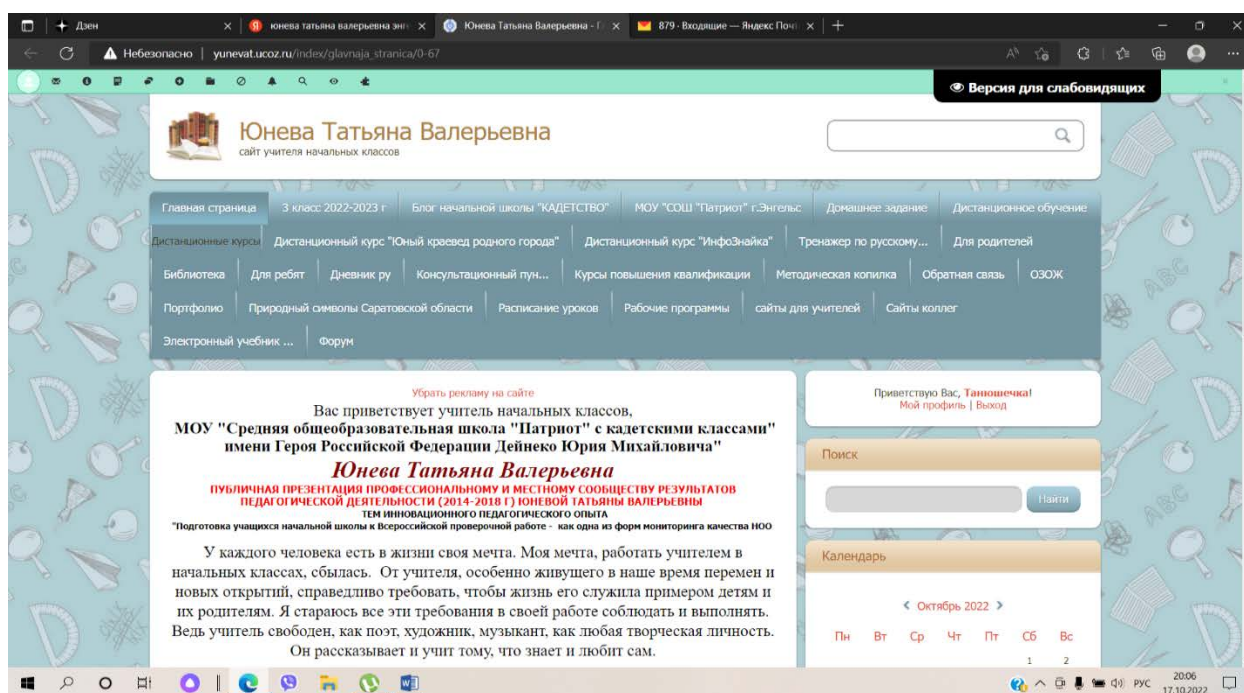 Дзен
юнева татьяна валерьевна энг
Юнева Татьяна Валерьевна - Г
879 · Входящие — Яндекс Поч
Небезопасно | yunevat.ucoz.ru/index/glavnaja_stranica/0-67
Версия для слабовидящих
Юнева Татьяна Валерьевна
сайт учителя начальных классов
Главная страница 3 класс 2022-2023 г Блог начальной школы "КАДЕТСТВО" МОУ "СОШ "Патриот" г.Энгельс Домашнее задание Дистанционное обучение
Дистанционные курсы Дистанционный курс "Юный краевед родного города" Дистанционный курс "ИнфоЗнайка" Тренажер по русскому... Для родителей
Библиотека Для ребят Дневник ру Консультационный пун... Курсы повышения квалификации Методическая копилка Обратная связь ОЗОЖ
Портфолио Природный символы Саратовской области Расписание уроков Рабочие программы сайты для учителей Сайты коллег
Электронный учебник ... Форум
Убрать рекламу на сайте
Вас приветствует учитель начальных классов,
МОУ "Средняя общеобразовательная школа "Патриот" с кадетскими классами"
имени Героя Российской Федерации Дейнеко Юрия Михайловича"
Юнева Татьяна Валерьевна
ПУБЛИЧНАЯ ПРЕЗЕНТАЦИЯ ПРОФЕССИОНАЛЬНОМУ И МЕСТНОМУ СООБЩЕСТВУ РЕЗУЛЬТАТОВ
ПЕДАГОГИЧЕСКОЙ ДЕЯТЕЛЬНОСТИ (2014-2018 Г) ЮНЕВОЙ ТАТЬЯНЫ ВАЛЕРЬЕВНЫ
ТЕМ ИННОВАЦИОННОГО ПЕДАГОГИЧЕСКОГО ОПЫТА
"Подготовка учащихся начальной школы к Всероссийской проверочной работе - как одна из форм мониторинга качества НОО
У каждого человека есть в жизни своя мечта. Моя мечта, работать учителем в
начальных классах, сбылась. От учителя, особенно живущего в наше время перемен и
новых открытий, справедливо требовать, чтобы жизнь его служила примером детям и
их родителям. Я стараюсь все эти требования в своей работе соблюдать и выполнять.
Ведь учитель свободен, как поэт, художник, музыкант, как любая творческая личность.
Он рассказывает и учит тому, что знает и любит сам.
Приветствую Вас, Танюшечка!
Мой профиль | Выход
Поиск
Найти
Календарь
Октябрь 2022
Пн Вт Ср Чт Пт Сб Вс
1 2
РУС
20:06
17.10.2022